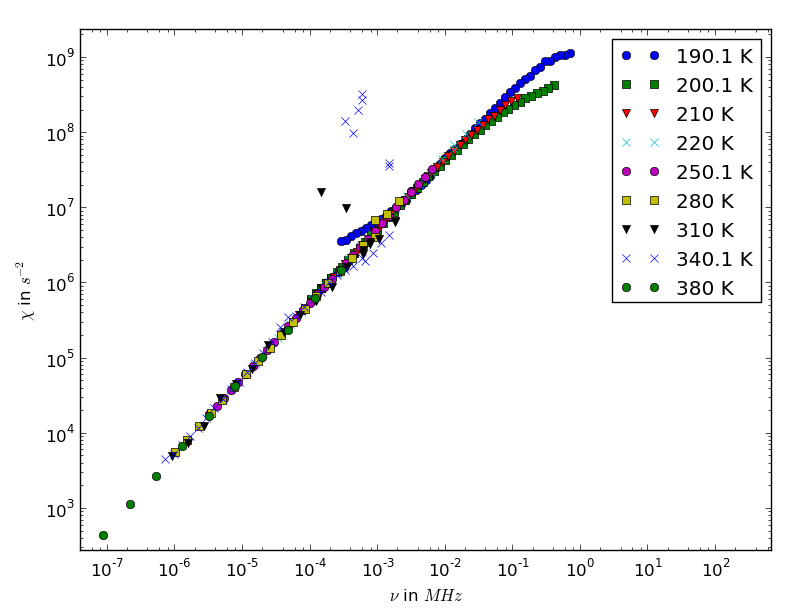 10⁹
10⁸
10⁷
10⁶
10⁵
10⁴
10³
χ in s⁻²
10⁻⁷ 10⁻⁶ 10⁻⁵ 10⁻⁴ 10⁻³ 10⁻² 10⁻¹ 10⁰ 10¹ 10²
ν in MHz
190.1 K
200.1 K
210 K
220 K
250.1 K
280 K
310 K
340.1 K
380 K